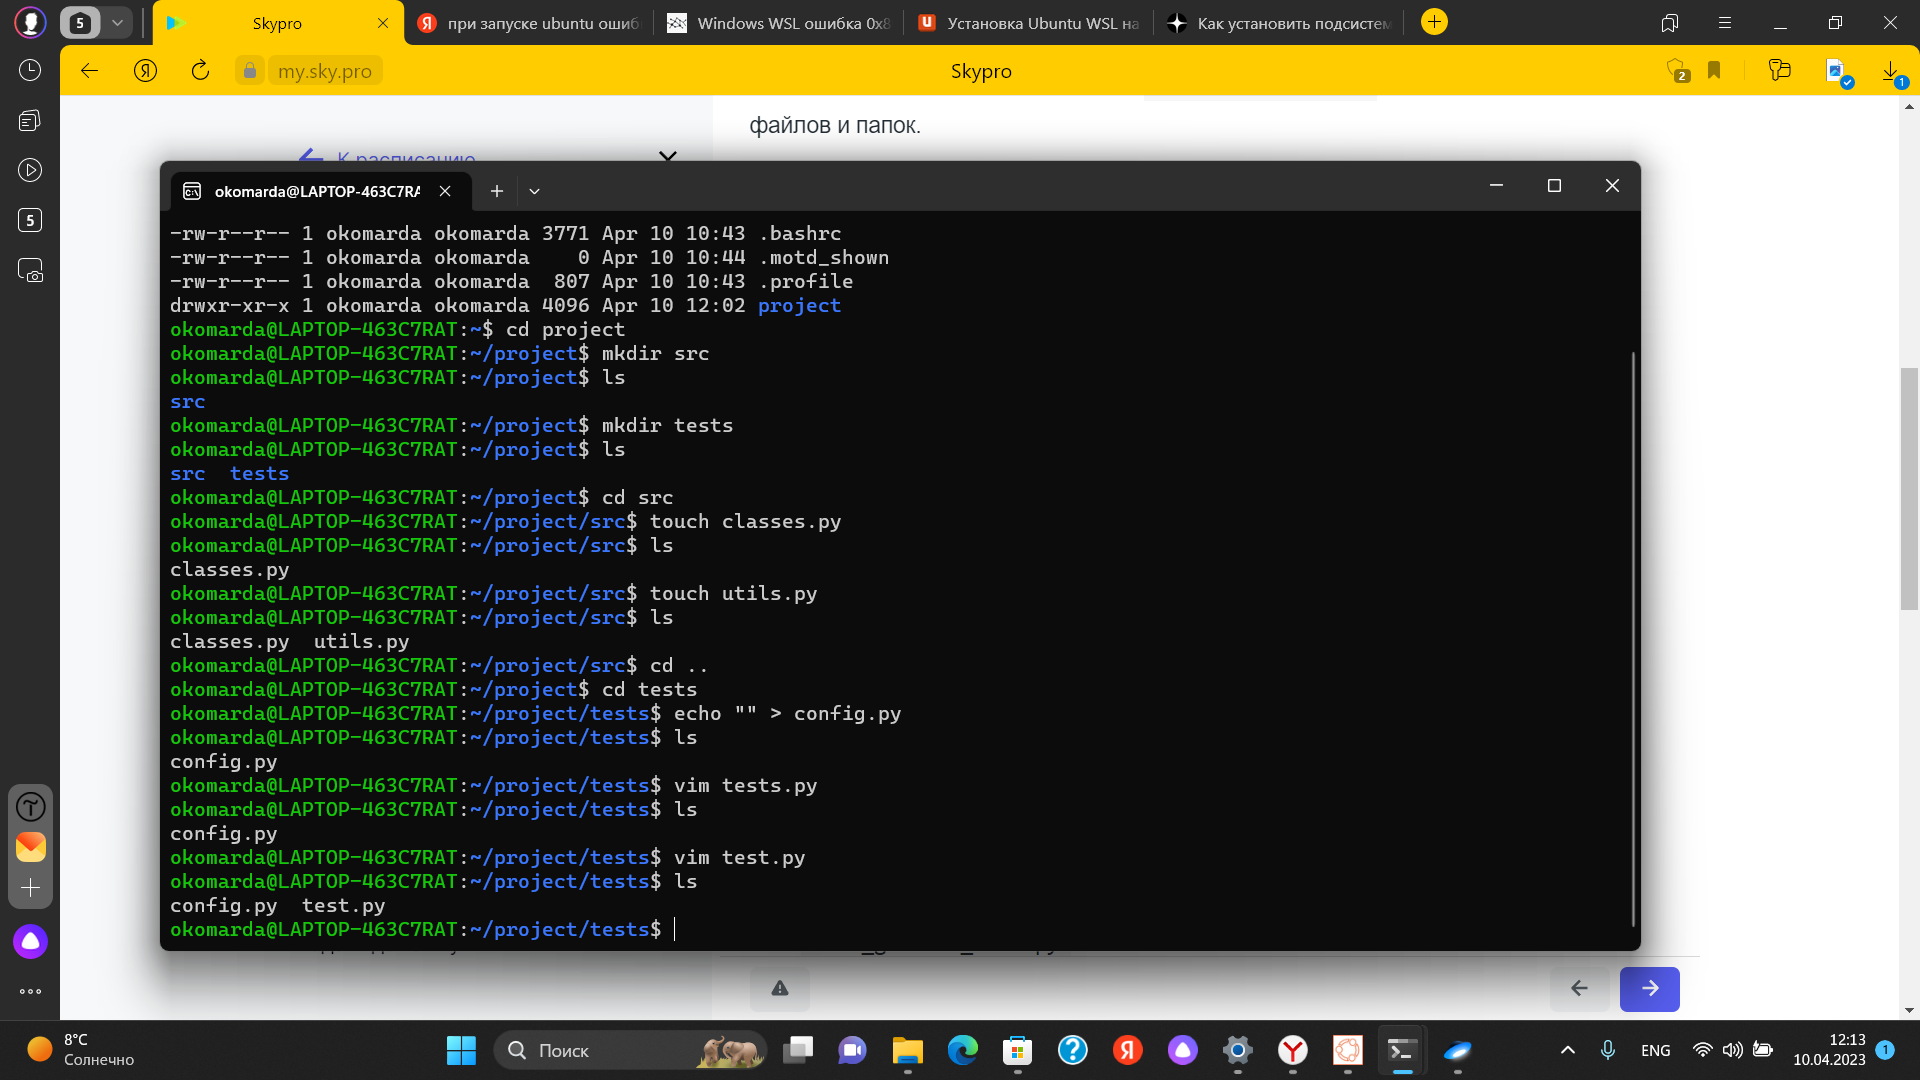 5
Skypro
при запуске ubuntu ошиб
Windows WSL ошибка 0x8
Установка Ubuntu WSL на
Как установить подсистем
my.sky.pro
Skypro
2
1
5
файлов и папок.
К расписанию
okomarda@LAPTOP-463C7RA
-rw-r--r-- 1 okomarda okomarda 3771 Apr 10 10:43 .bashrc
-rw-r--r-- 1 okomarda okomarda    0 Apr 10 10:44 .motd_shown
-rw-r--r-- 1 okomarda okomarda  807 Apr 10 10:43 .profile
drwxr-xr-x 1 okomarda okomarda 4096 Apr 10 12:02 project
okomarda@LAPTOP-463C7RAT:~$ cd project
okomarda@LAPTOP-463C7RAT:~/project$ mkdir src
okomarda@LAPTOP-463C7RAT:~/project$ ls
src
okomarda@LAPTOP-463C7RAT:~/project$ mkdir tests
okomarda@LAPTOP-463C7RAT:~/project$ ls
src  tests
okomarda@LAPTOP-463C7RAT:~/project$ cd src
okomarda@LAPTOP-463C7RAT:~/project/src$ touch classes.py
okomarda@LAPTOP-463C7RAT:~/project/src$ ls
classes.py
okomarda@LAPTOP-463C7RAT:~/project/src$ touch utils.py
okomarda@LAPTOP-463C7RAT:~/project/src$ ls
classes.py  utils.py
okomarda@LAPTOP-463C7RAT:~/project/src$ cd ..
okomarda@LAPTOP-463C7RAT:~/project$ cd tests
okomarda@LAPTOP-463C7RAT:~/project/tests$ echo "" > config.py
okomarda@LAPTOP-463C7RAT:~/project/tests$ ls
config.py
okomarda@LAPTOP-463C7RAT:~/project/tests$ vim tests.py
okomarda@LAPTOP-463C7RAT:~/project/tests$ ls
config.py
okomarda@LAPTOP-463C7RAT:~/project/tests$ vim test.py
okomarda@LAPTOP-463C7RAT:~/project/tests$ ls
config.py  test.py
okomarda@LAPTOP-463C7RAT:~/project/tests$
8°C
Солнечно
Поиск
ENG
12:13
10.04.2023
1